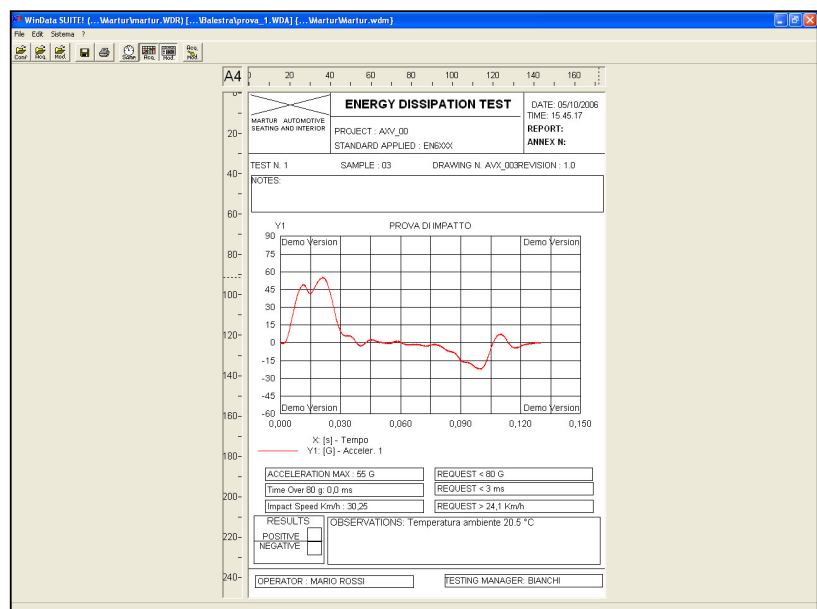 WinData SUITE! (...\Martur\martur.WDR) [...\Balestra\prova_1.WDA] {...\Martur\Martur.wdm}
File Edit Sistema ?
Conf Acq. Mod. Samp Acq. Mod. Acq. Mod.
A4 0 20 40 60 80 100 120 140 160
0
20
40
60
80
100
120
140
160
180
200
220
240
MARTUR AUTOMOTIVE
SEATING AND INTERIOR
ENERGY DISSIPATION TEST
PROJECT : AXV_00
STANDARD APPLIED : EN6XXX
DATE: 05/10/2006
TIME: 15.45.17
REPORT:
ANNEX N:
TEST N. 1 SAMPLE : 03 DRAWING N. AVX_003REVISION : 1.0
NOTES:
Y1 PROVA DI IMPATTO
90
75
60
45
30
15
0
-15
-30
-45
-60
Demo Version Demo Version
Demo Version Demo Version
0,000 0,030 0,060 0,090 0,120 0,150
X: [s] - Tempo
Y1: [G] - Acceler. 1
ACCELERATION MAX : 55 G REQUEST < 80 G
Time Over 80 g: 0,0 ms REQUEST < 3 ms
Impact Speed Km/h : 30,25 REQUEST > 24,1 Km/h
RESULTS
POSITIVE
NEGATIVE
OBSERVATIONS: Temperatura ambiente 20.5 °C
OPERATOR : MARIO ROSSI TESTING MANAGER: BIANCHI